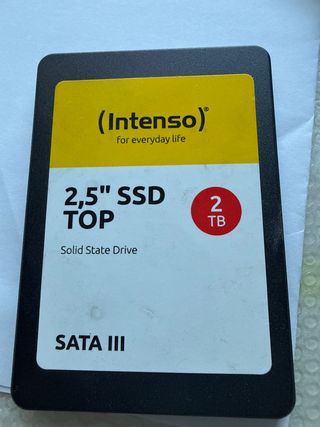 (Intenso)®
for everyday life
2,5" SSD
TOP
2
TB
Solid State Drive
SATA III